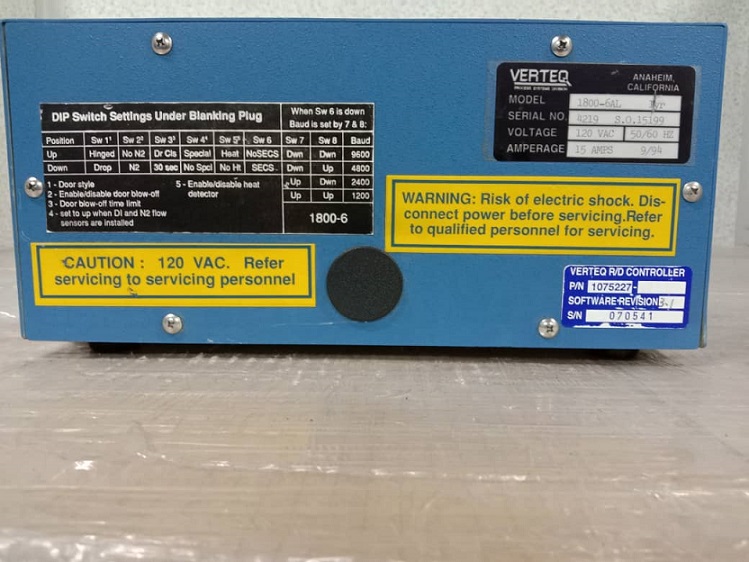 DIP Switch Settings Under Blanking Plug
When Sw 6 is down
Baud is set by 7 & 8:
Position Sw 1¹ Sw 2² Sw 3³ Sw 4⁴ Sw 5⁵ Sw 6 Sw 7 Sw 8 Baud
Up Hinged No N2 Dr Cls Special Heat NoSECS Dwn Dwn 9600
Down Drop N2 30 sec No Spcl No Ht SECS Dwn Up 4800
Up Dwn 2400
Up Up 1200
1 - Door style
2 - Enable/disable door blow-off
3 - Door blow-off time limit
4 - set to up when DI and N2 flow
sensors are installed
5 - Enable/disable heat
detector
1800-6
CAUTION : 120 VAC. Refer
servicing to servicing personnel
VERTEQ
ANAHEIM,
CALIFORNIA
MODEL 1800-6AL
SERIAL NO. 4219 S.O.15199
VOLTAGE 120 VAC 50/60 HZ
AMPERAGE 15 AMPS 9/94
WARNING: Risk of electric shock. Dis-
connect power before servicing.Refer
to qualified personnel for servicing.
VERTEQ R/D CONTROLLER
P/N 1075227-
SOFTWARE REVISION 3.1
S/N 070541